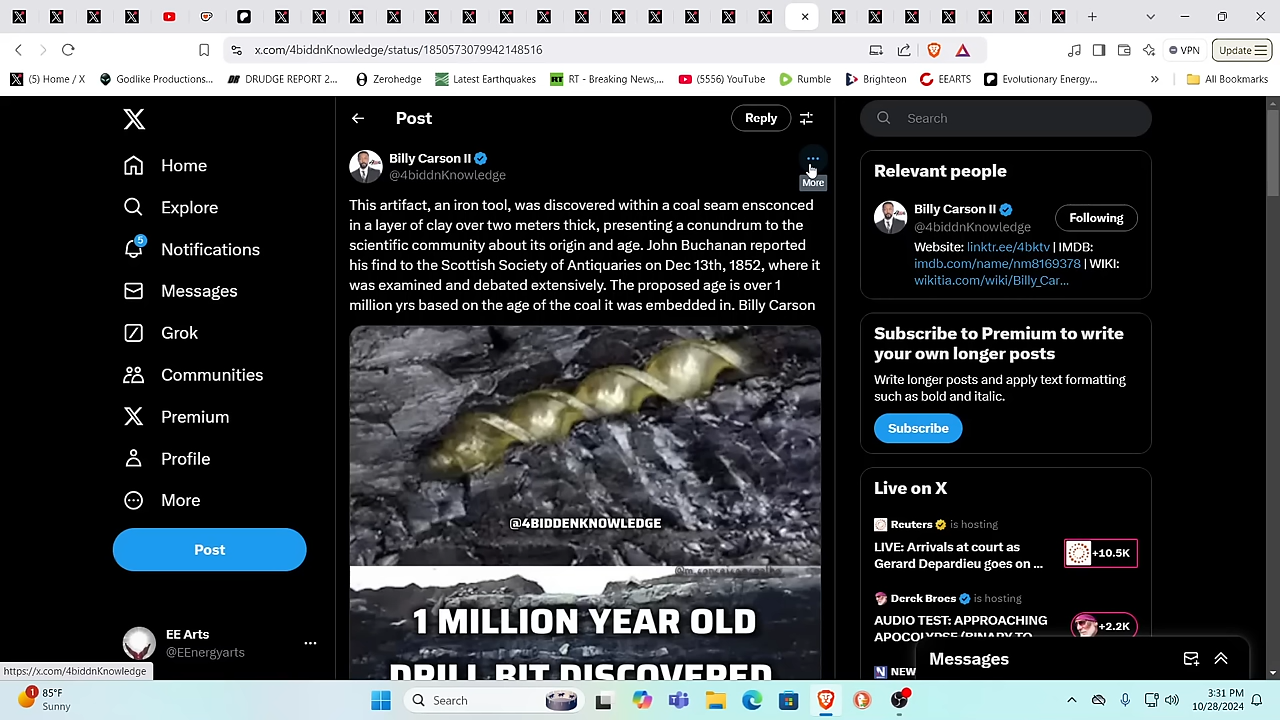 x.com/4biddnKnowledge/status/1850573079942148516
VPN
Update
(5) Home / X
Godlike Productions...
DRUDGE REPORT 2...
Zerohedge
Latest Earthquakes
RT - Breaking News,...
(5556) YouTube
Rumble
Brighteon
EEARTS
Evolutionary Energy...
»
All Bookmarks
Home
Explore
5
Notifications
Messages
Grok
Communities
Premium
Profile
More
Post
EE Arts
@EEnergyarts
https://x.com/4biddnKnowledge
Post
Reply
Billy Carson II
@4biddnKnowledge
More
This artifact, an iron tool, was discovered within a coal seam ensconced
in a layer of clay over two meters thick, presenting a conundrum to the
scientific community about its origin and age. John Buchanan reported
his find to the Scottish Society of Antiquaries on Dec 13th, 1852, where it
was examined and debated extensively. The proposed age is over 1
million yrs based on the age of the coal it was embedded in. Billy Carson
@4BIDDENKNOWLEDGE
1 MILLION YEAR OLD
DRILL BIT DISCOVERED
Search
Relevant people
Billy Carson II
@4biddnKnowledge
Following
Website: linktr.ee/4bktv | IMDB:
imdb.com/name/nm8169378 | WIKI:
wikitia.com/wiki/Billy_Car...
Subscribe to Premium to write
your own longer posts
Write longer posts and apply text formatting
such as bold and italic.
Subscribe
Live on X
Reuters is hosting
LIVE: Arrivals at court as
Gerard Depardieu goes on ...
+10.5K
Derek Broes is hosting
AUDIO TEST: APPROACHING
APOCOLYPSE (BINARY TO
+2.2K
NEW
Messages
1
85°F
Sunny
Search
3:31 PM
10/28/2024